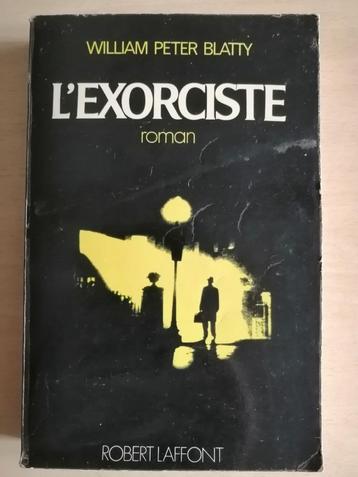 WILLIAM PETER BLATTY
L'EXORCISTE
roman
ROBERT LAFFONT